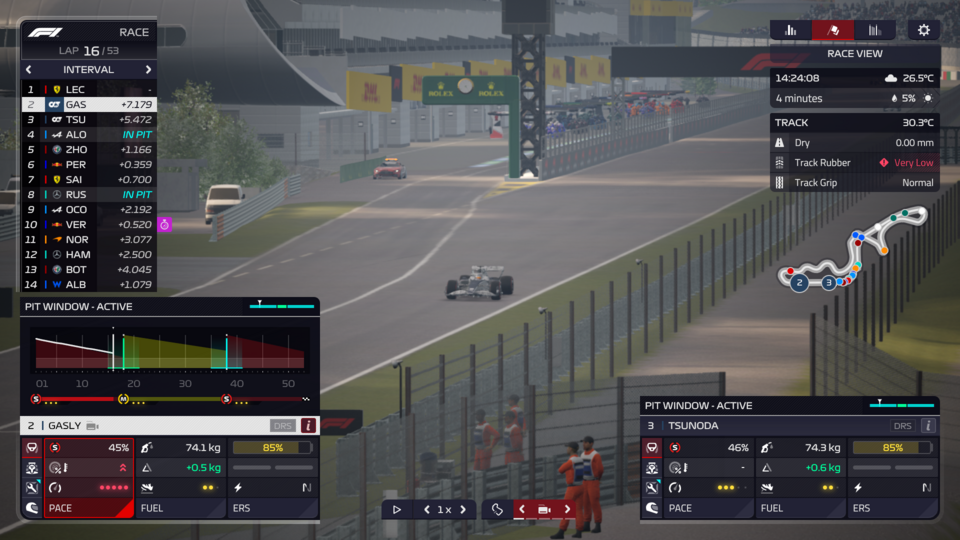 F1 RACE
LAP 16 / 53
INTERVAL
1 LEC -
2 GAS +7.179
3 TSU +5.472
4 ALO IN PIT
5 ZHO +1.166
6 PER +0.359
7 SAI +0.700
8 RUS IN PIT
9 OCO +2.192
10 VER +0.520
11 NOR +3.077
12 HAM +2.500
13 BOT +4.045
14 ALB +1.079
ROLEX ROLEX
RACE VIEW
14:24:08 26.5°C
4 minutes 5%
TRACK 30.3°C
Dry 0.00 mm
Track Rubber Very Low
Track Grip Normal
2 3
PIT WINDOW - ACTIVE
01 10 20 30 40 50
S M S
2 GASLY DRS i
S 45% 74.1 kg 85%
+0.5 kg
PACE FUEL ERS
N
1x
PIT WINDOW - ACTIVE
3 TSUNODA DRS i
S 46% 74.3 kg 85%
- +0.6 kg
N
PACE FUEL ERS